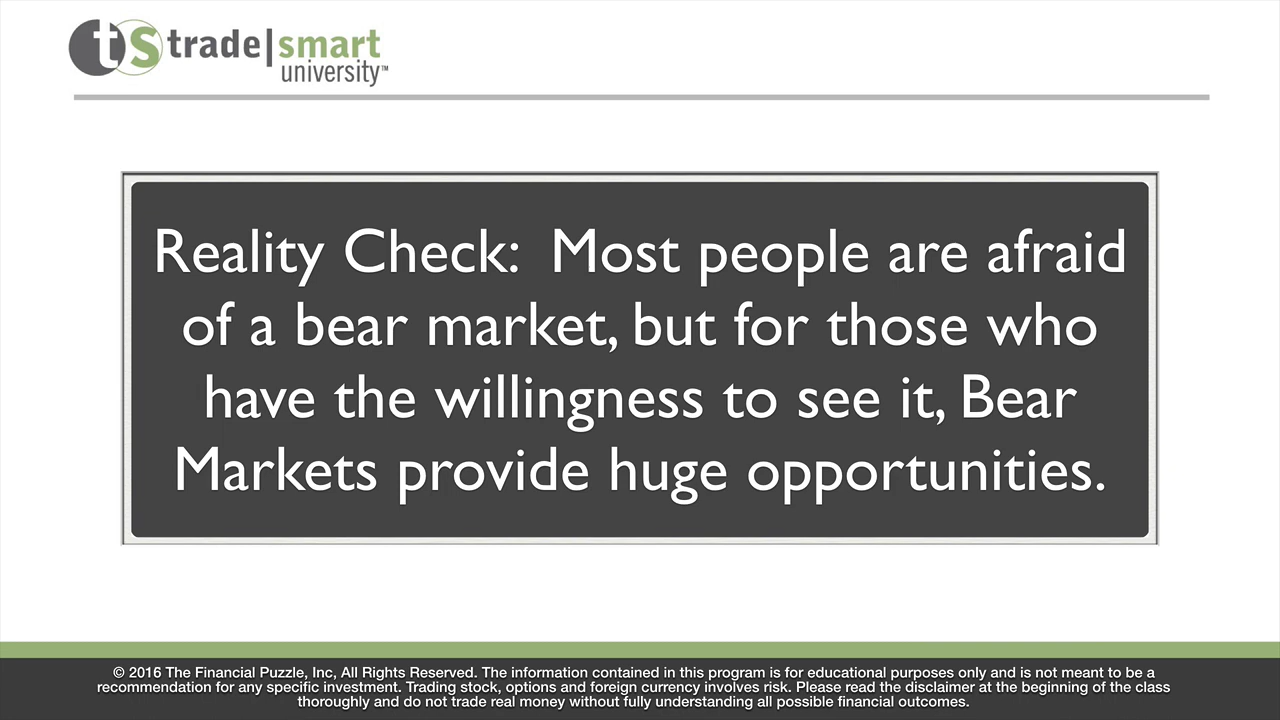 ts trade|smart
university™
Reality Check:  Most people are afraid
of a bear market, but for those who
have the willingness to see it, Bear
Markets provide huge opportunities.
© 2016 The Financial Puzzle, Inc, All Rights Reserved. The information contained in this program is for educational purposes only and is not meant to be a
recommendation for any specific investment. Trading stock, options and foreign currency involves risk. Please read the disclaimer at the beginning of the class
thoroughly and do not trade real money without fully understanding all possible financial outcomes.